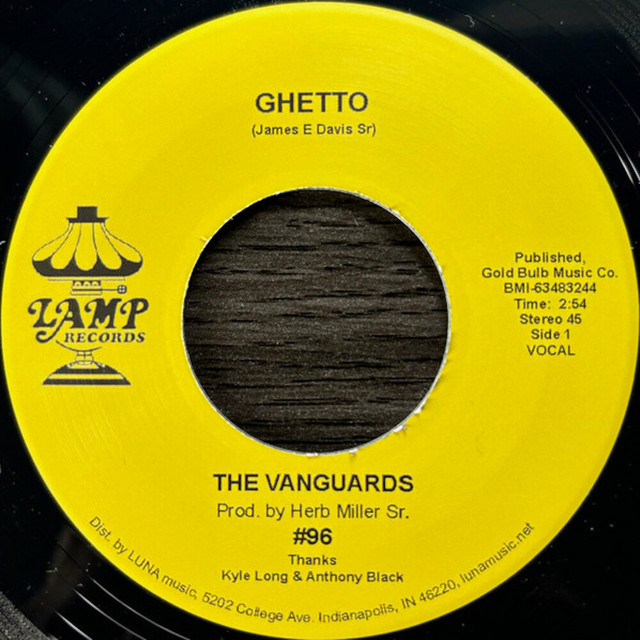 GHETTO
(James E Davis Sr)
LAMP
RECORDS
Published,
Gold Bulb Music Co.
BMI-63483244
Time: 2:54
Stereo 45
Side 1
VOCAL
THE VANGUARDS
Prod. by Herb Miller Sr.
#96
Thanks
Kyle Long & Anthony Black
Dist. by LUNA music, 5202 College Ave. Indianapolis, IN 46220, lunamusic.net